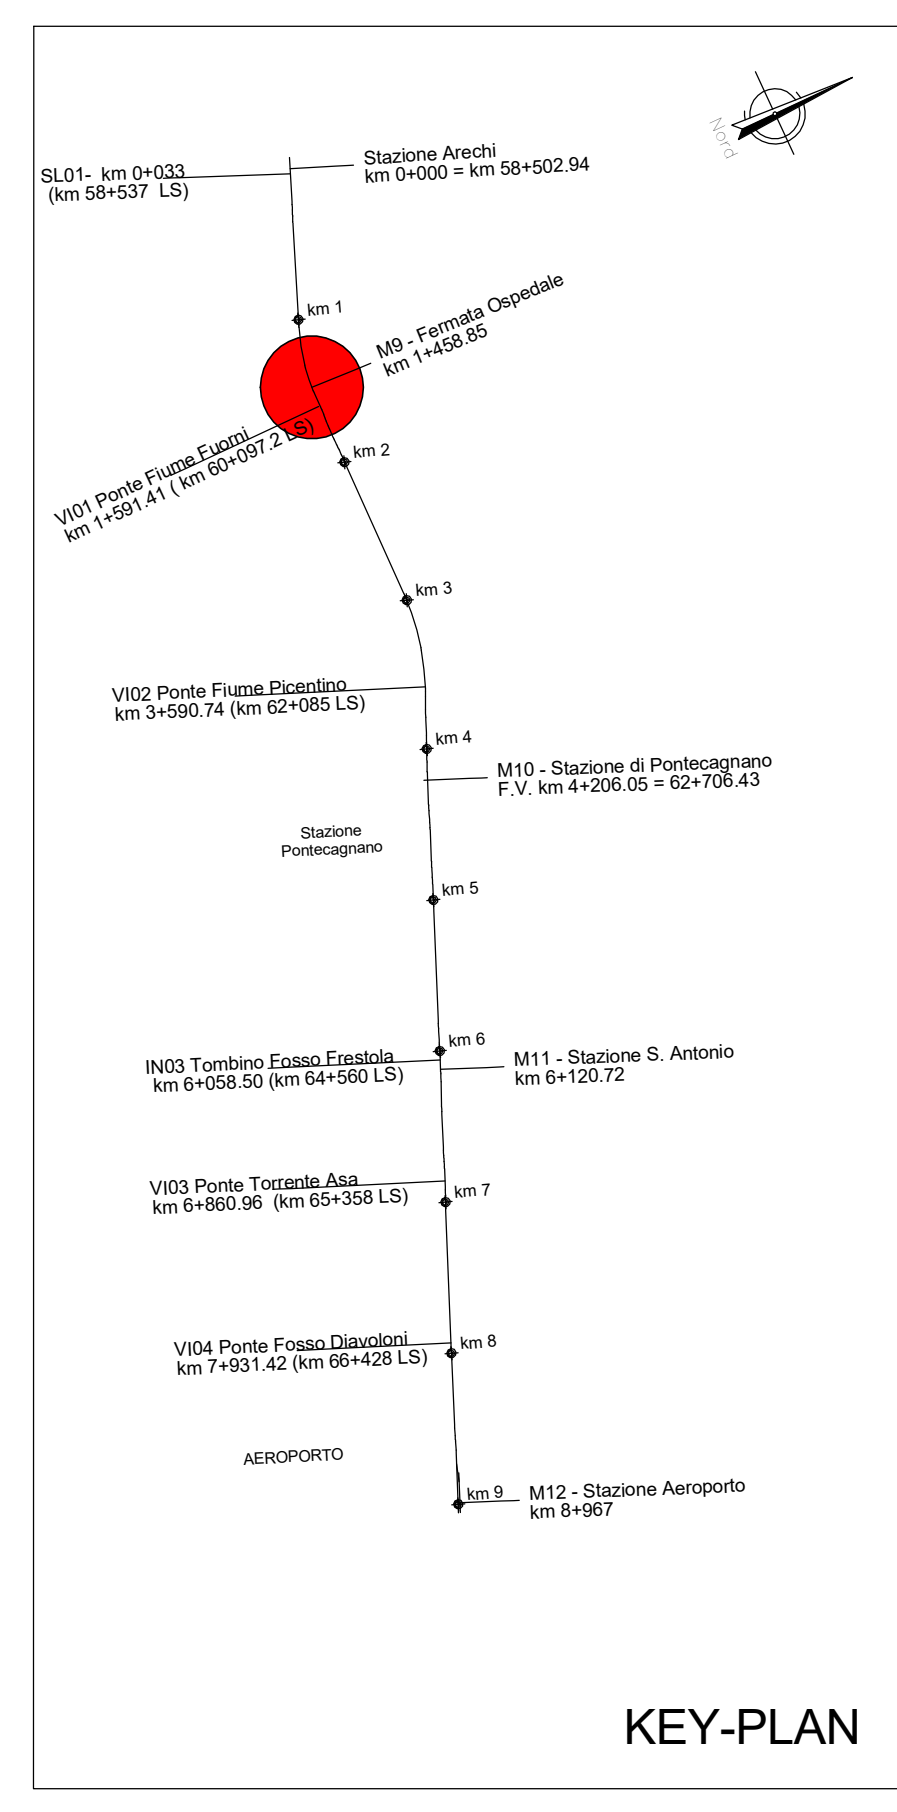 Nord
Stazione Arechi
km 0+000 = km 58+502.94
SL01- km 0+033
(km 58+537 LS)
km 1
M9 - Fermata Ospedale
km 1+458.85
VI01 Ponte Fiume Fuorni
km 1+591.41 ( km 60+097.2 LS)
km 2
km 3
VI02 Ponte Fiume Picentino
km 3+590.74 (km 62+085 LS)
km 4
M10 - Stazione di Pontecagnano
F.V. km 4+206.05 = 62+706.43
Stazione
Pontecagnano
km 5
km 6
IN03 Tombino Fosso Frestola
km 6+058.50 (km 64+560 LS)
M11 - Stazione S. Antonio
km 6+120.72
VI03 Ponte Torrente Asa
km 6+860.96 (km 65+358 LS)
km 7
VI04 Ponte Fosso Diavoloni
km 7+931.42 (km 66+428 LS)
km 8
AEROPORTO
km 9
M12 - Stazione Aeroporto
km 8+967
KEY-PLAN